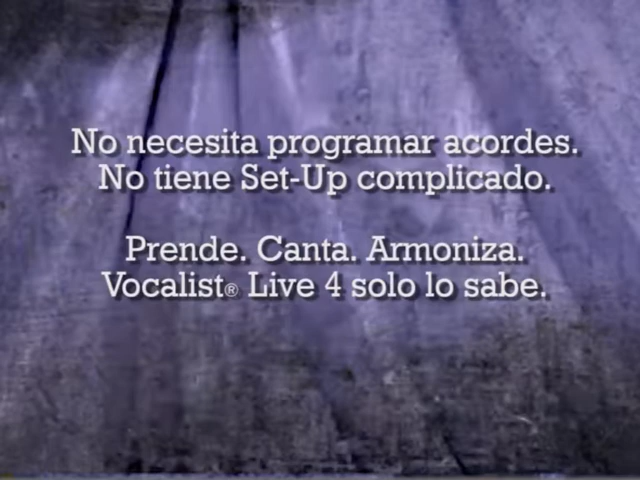 No necesita programar acordes.
No tiene Set-Up complicado.
Prende. Canta. Armoniza.
Vocalist® Live 4 solo lo sabe.